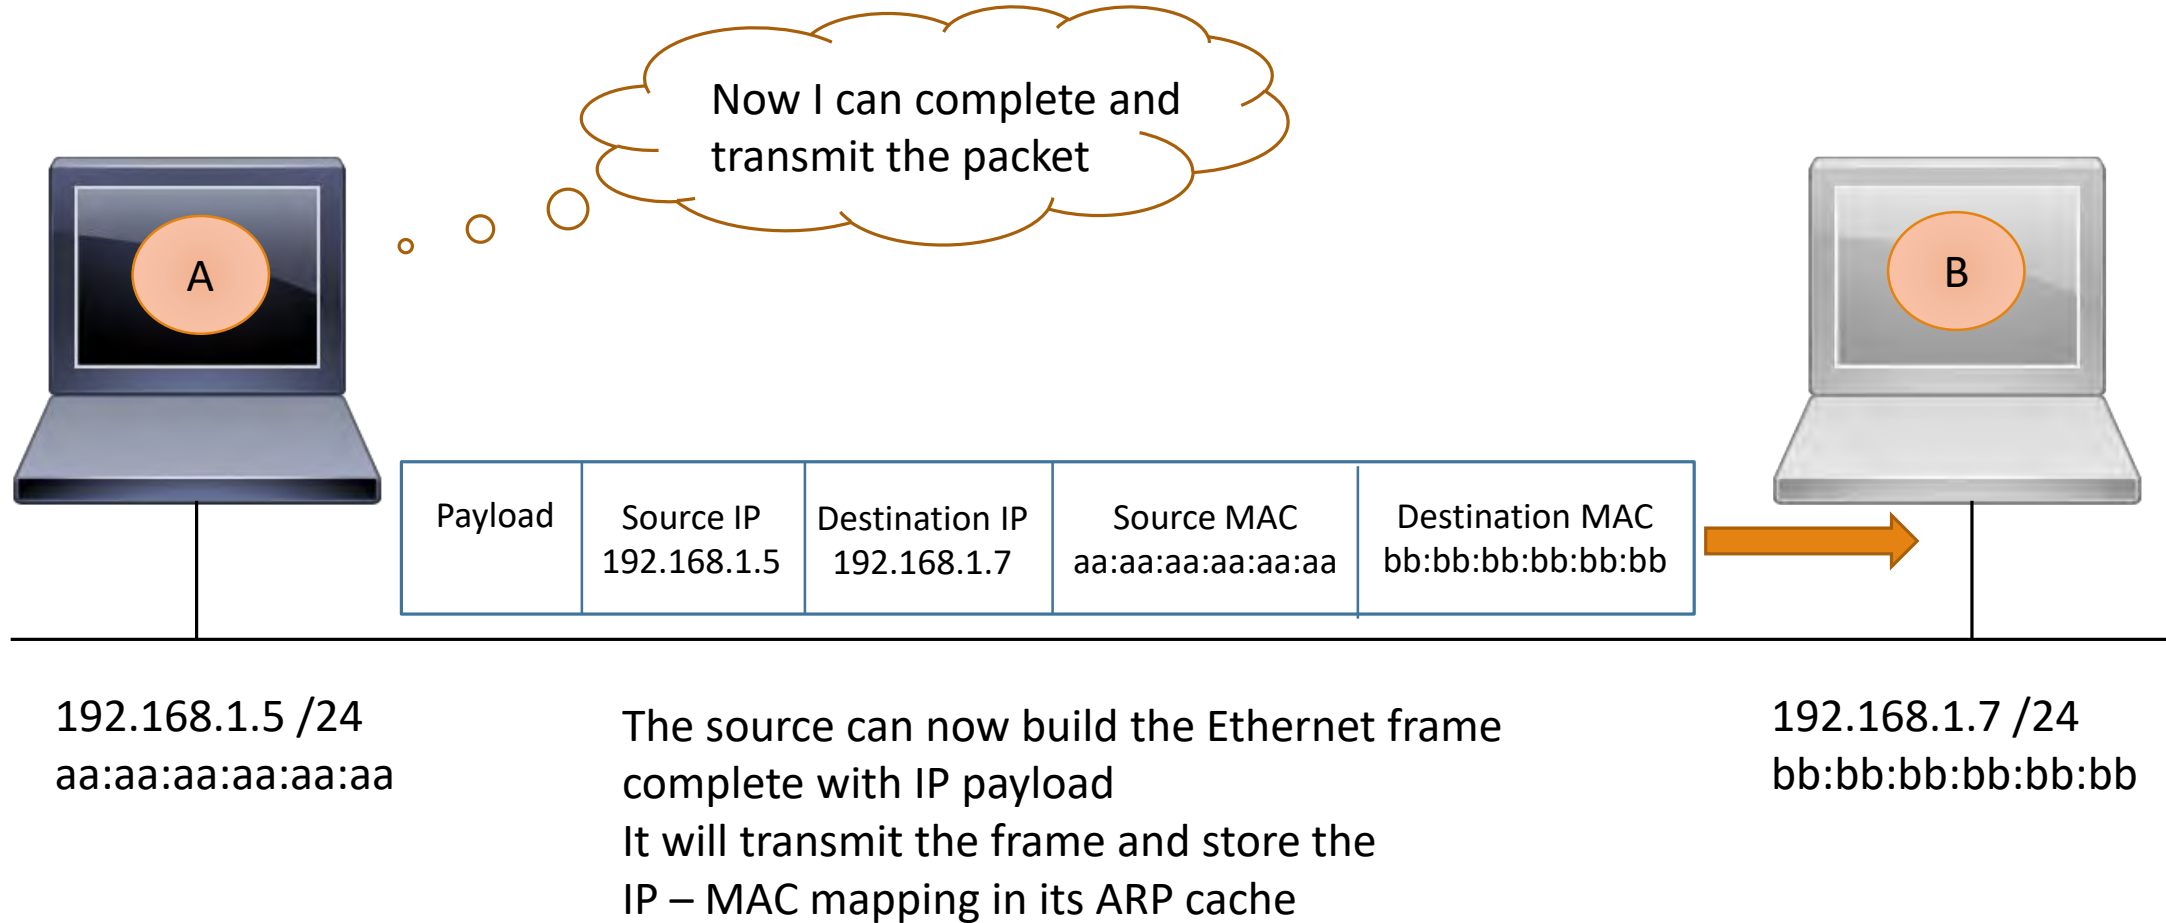 Now I can complete and
transmit the packet
A
B
Payload
Source IP
192.168.1.5
Destination IP
192.168.1.7
Source MAC
aa:aa:aa:aa:aa:aa
Destination MAC
bb:bb:bb:bb:bb:bb
192.168.1.5 /24
aa:aa:aa:aa:aa:aa
The source can now build the Ethernet frame
complete with IP payload
It will transmit the frame and store the
IP – MAC mapping in its ARP cache
192.168.1.7 /24
bb:bb:bb:bb:bb:bb